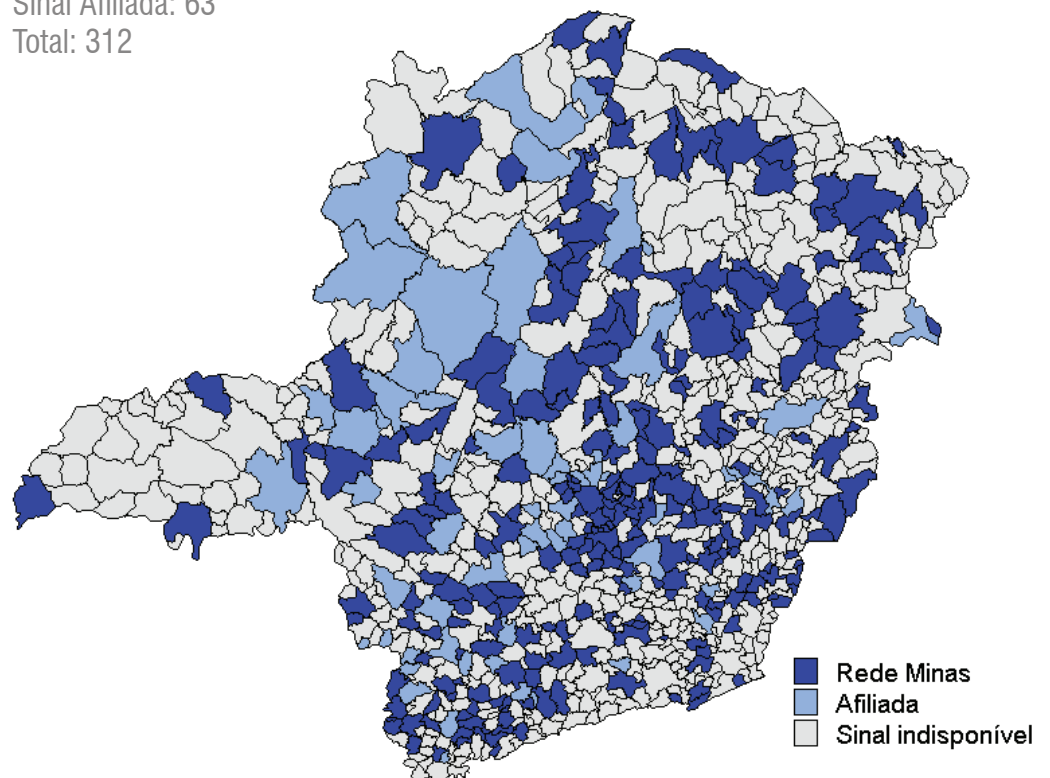 Sinal Afiliada: 63
Total: 312
Rede Minas
Afiliada
Sinal indisponível